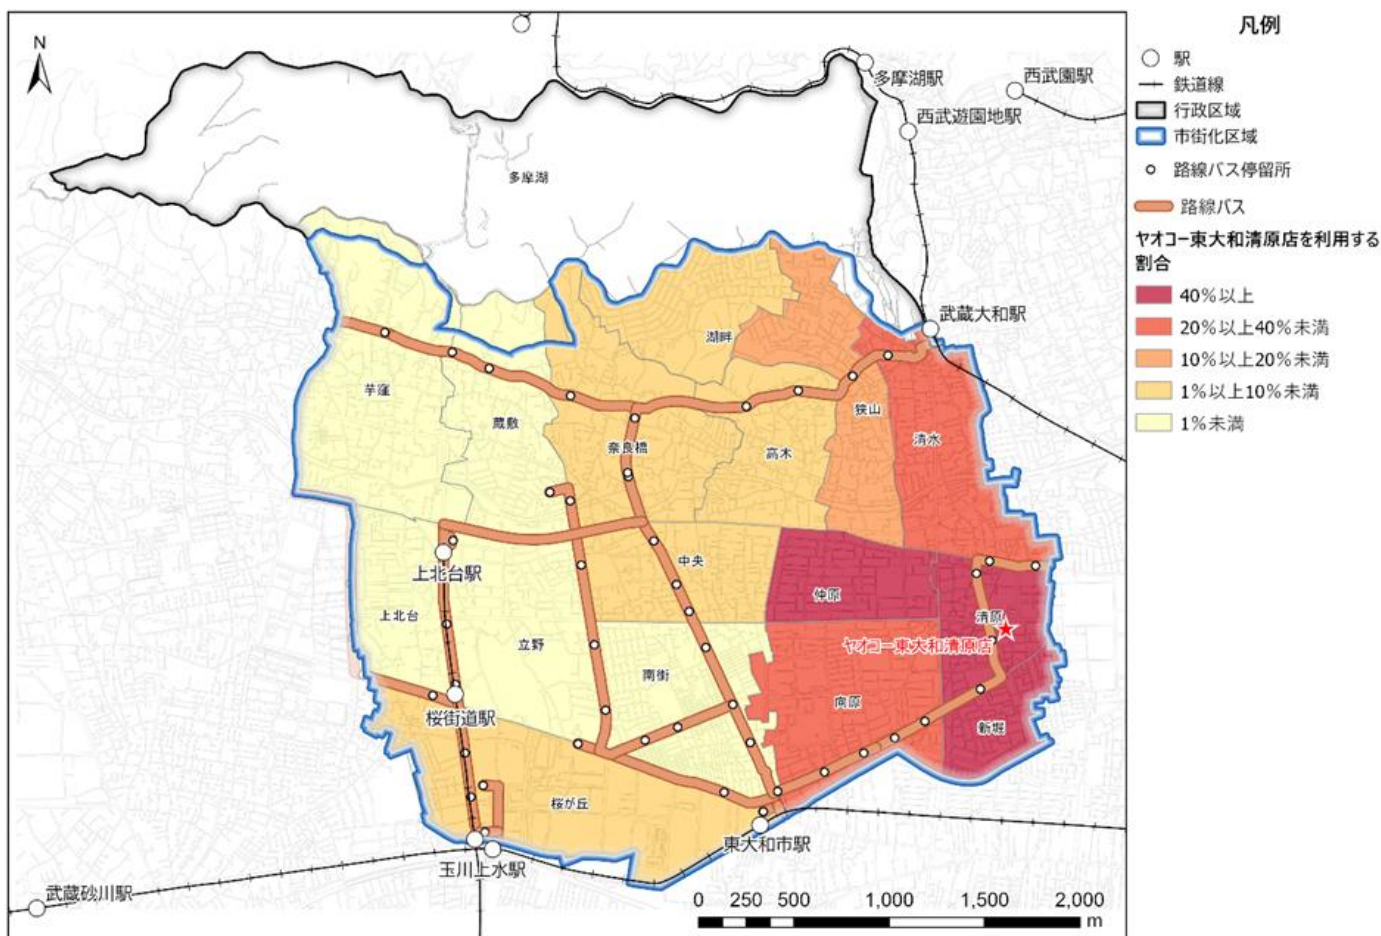 N
凡例
駅
鉄道線
行政区域
市街化区域
路線バス停留所
路線バス
ヤオコー東大和清原店を利用する
割合
40%以上
20%以上40%未満
10%以上20%未満
1%以上10%未満
1%未満
多摩湖駅
西武園駅
西武遊園地駅
多摩湖
武蔵大和駅
湖畔
芋窪
蔵敷
狭山
奈良橋
高木
清水
中央
上北台駅
仲原
上北台
清原
立野
ヤオコー東大和清原店
南街
向原
桜街道駅
新堀
桜が丘
東大和市駅
玉川上水駅
武蔵砂川駅
0 250 500 1,000 1,500 2,000
m